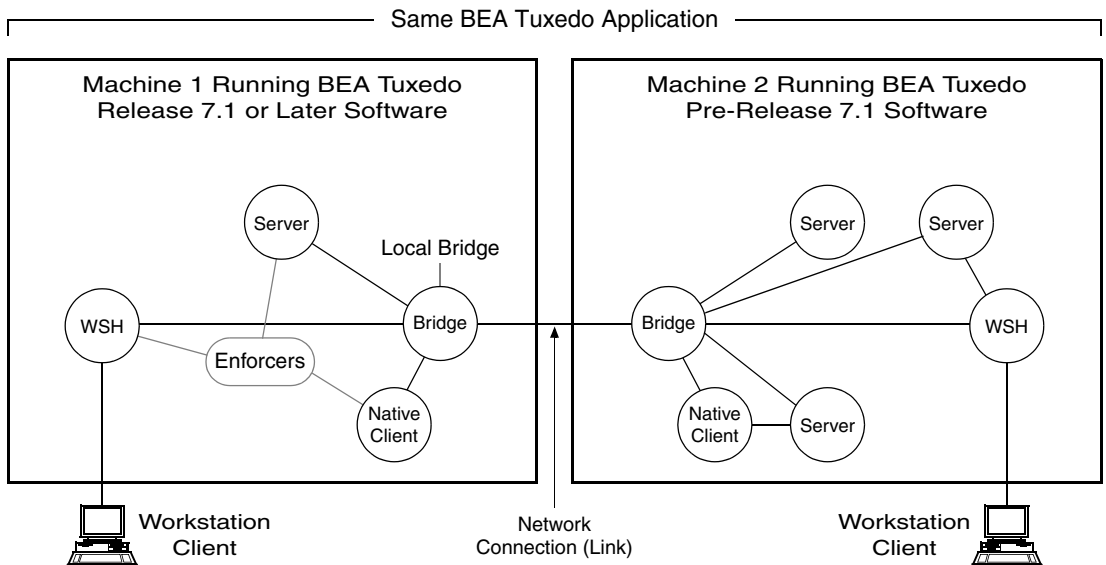 Same BEA Tuxedo Application
Machine 1 Running BEA Tuxedo
Release 7.1 or Later Software
Server
Local Bridge
WSH
Bridge
Enforcers
Native
Client
Workstation
Client
Network
Connection (Link)
Machine 2 Running BEA Tuxedo
Pre-Release 7.1 Software
Server
Server
Bridge
WSH
Native
Client
Server
Workstation
Client